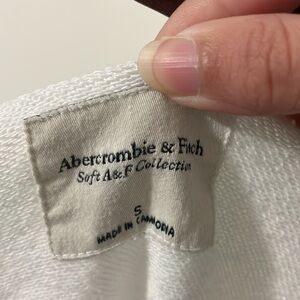 Abercrombie & Fitch
Soft A&F Collection
S
MADE IN CAMBODIA